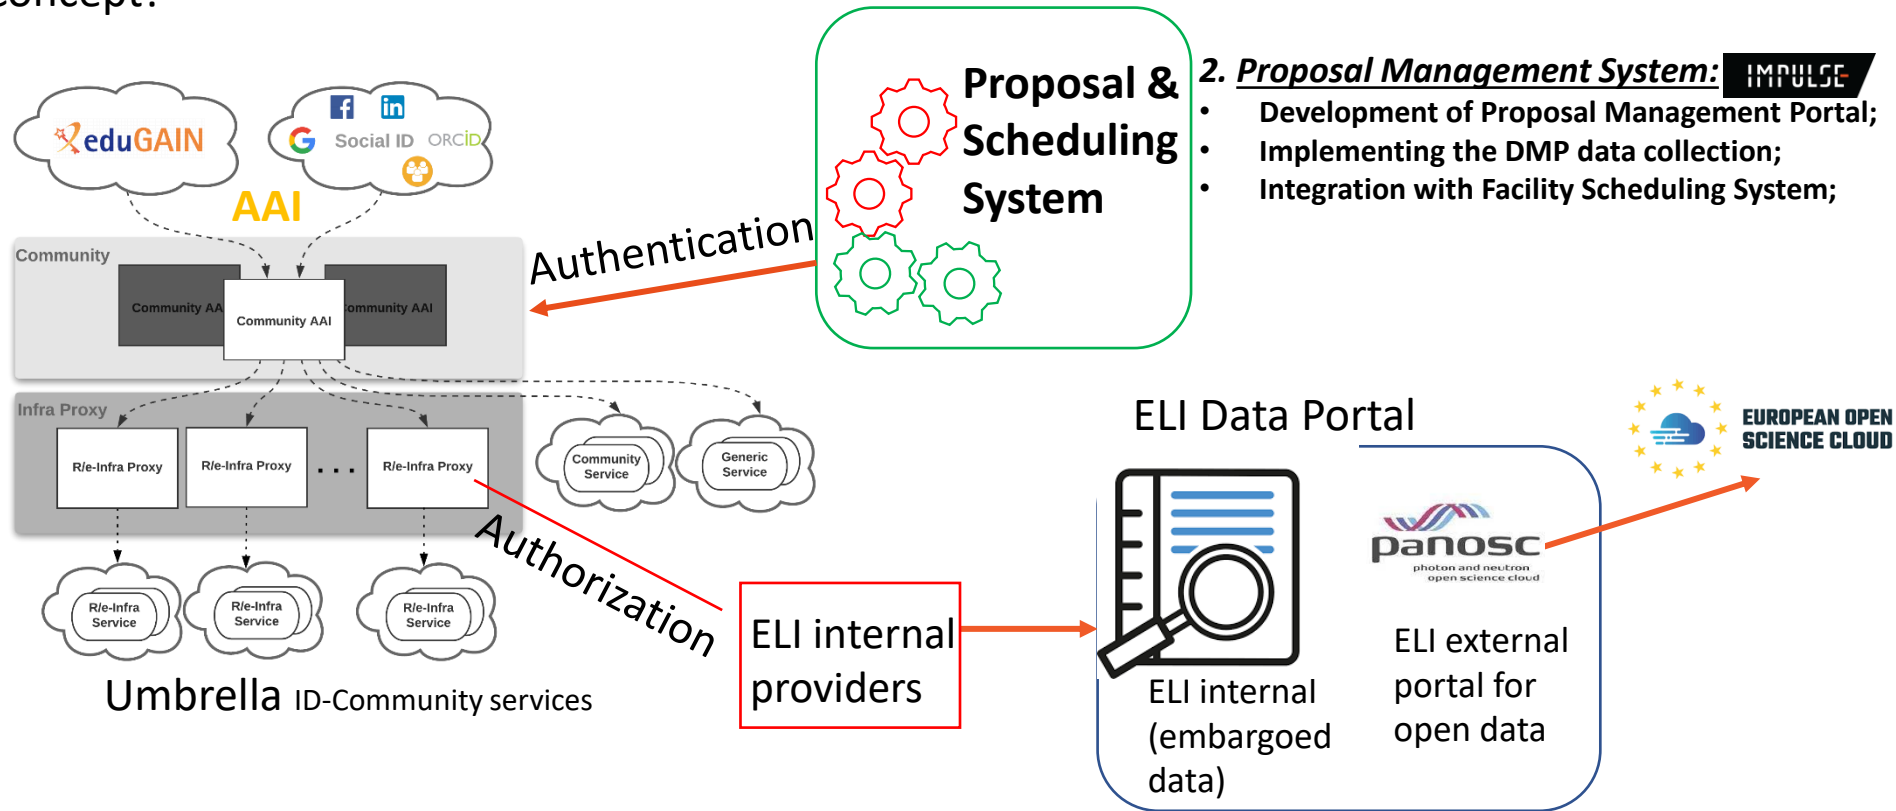 concept?
eduGAIN
Social ID
ORCID
AAI
Community
Community AA
Community AAI
ommunity AAI
Infra Proxy
R/e-Infra Proxy
R/e-Infra Proxy
. . .
R/e-Infra Proxy
Community
Service
Generic
Service
R/e-Infra
Service
R/e-Infra
Service
R/e-Infra
Service
Umbrella ID-Community services
Authentication
Authorization
Proposal &
Scheduling
System
2. Proposal Management System:
IMPULSE
• Development of Proposal Management Portal;
• Implementing the DMP data collection;
• Integration with Facility Scheduling System;
ELI internal
providers
ELI Data Portal
ELI internal
(embargoed
data)
panosc
photon and neutron
open science cloud
ELI external
portal for
open data
EUROPEAN OPEN
SCIENCE CLOUD